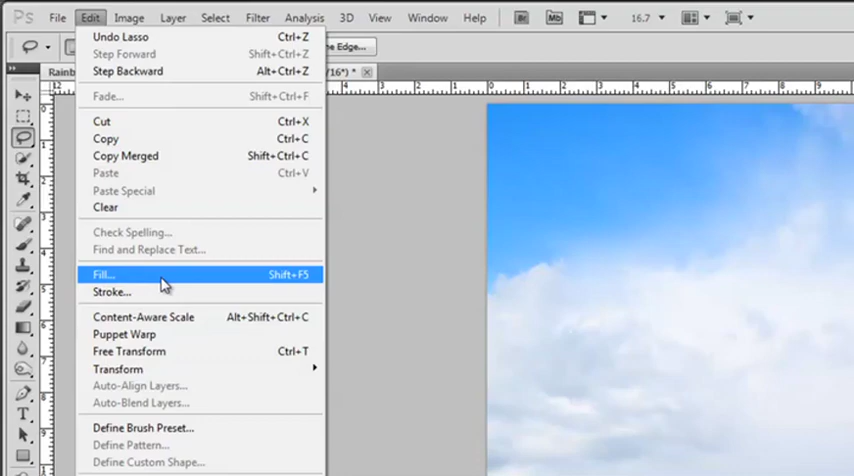 Ps File Edit Image Layer Select Filter Analysis 3D View Window Help Br Mb 16.7
e Edge...
Rainb /16*) *
Undo Lasso Ctrl+Z
Step Forward Shift+Ctrl+Z
Step Backward Alt+Ctrl+Z
Fade... Shift+Ctrl+F
Cut Ctrl+X
Copy Ctrl+C
Copy Merged Shift+Ctrl+C
Paste Ctrl+V
Paste Special
Clear
Check Spelling...
Find and Replace Text...
Fill... Shift+F5
Stroke...
Content-Aware Scale Alt+Shift+Ctrl+C
Puppet Warp
Free Transform Ctrl+T
Transform
Auto-Align Layers...
Auto-Blend Layers...
Define Brush Preset...
Define Pattern...
Define Custom Shape...